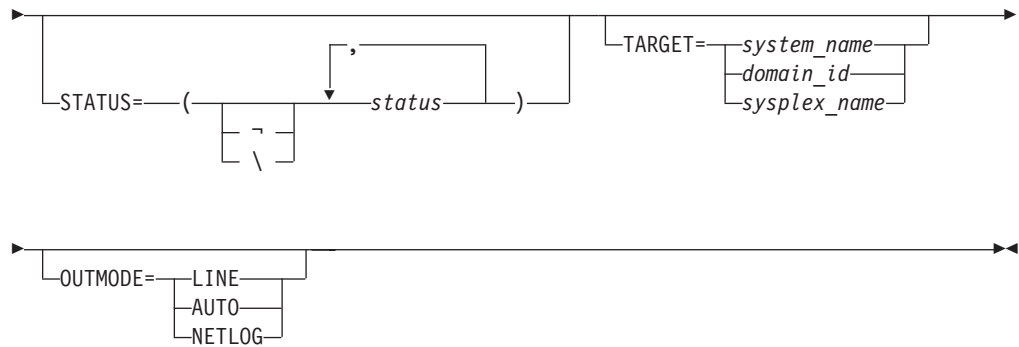 ,
STATUS= ( status )
¬
\
TARGET= system_name
domain_id
sysplex_name
OUTMODE= LINE
AUTO
NETLOG